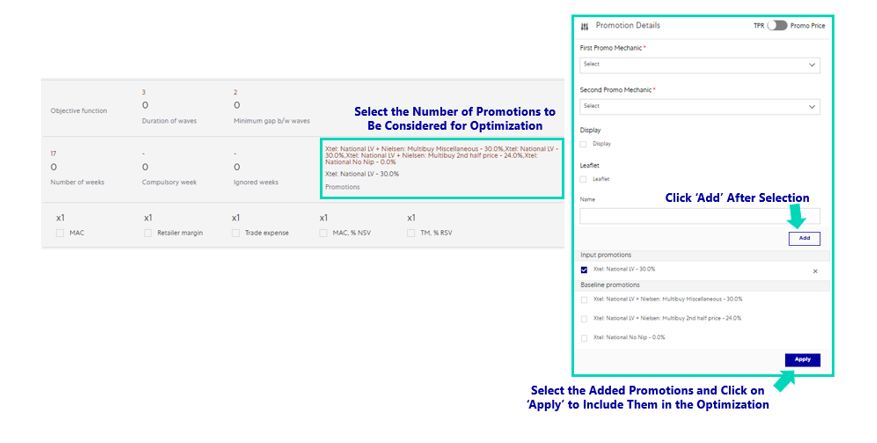 Promotion Details
TPR Promo Price
First Promo Mechanic*
Select
Second Promo Mechanic*
Select
Display
Display
Leaflet
Leaflet
Name
Click ‘Add’ After Selection
Add
Input promotions
Xtel: National LV - 30.0%
Baseline promotions
Xtel: National LV + Nielsen: Multibuy Miscellaneous - 30.0%
Xtel: National LV + Nielsen: Multibuy 2nd half price - 24.0%
Xtel: National No Nip - 0.0%
Apply
Select the Added Promotions and Click on
‘Apply’ to Include Them in the Optimization
Objective function
3
0
Duration of waves
2
0
Minimum gap b/w waves
Select the Number of Promotions to
Be Considered for Optimization
17
0
Number of weeks
-
0
Compulsory week
-
0
Ignored weeks
Xtel: National LV + Nielsen: Multibuy Miscellaneous - 30.0%,Xtel: National LV -
30.0%,Xtel: National LV + Nielsen: Multibuy 2nd half price - 24.0%,Xtel:
National No Nip - 0.0%
Xtel: National LV - 30.0%
Promotions
x1
MAC
x1
Retailer margin
x1
Trade expense
x1
MAC, % NSV
x1
TM, % RSV